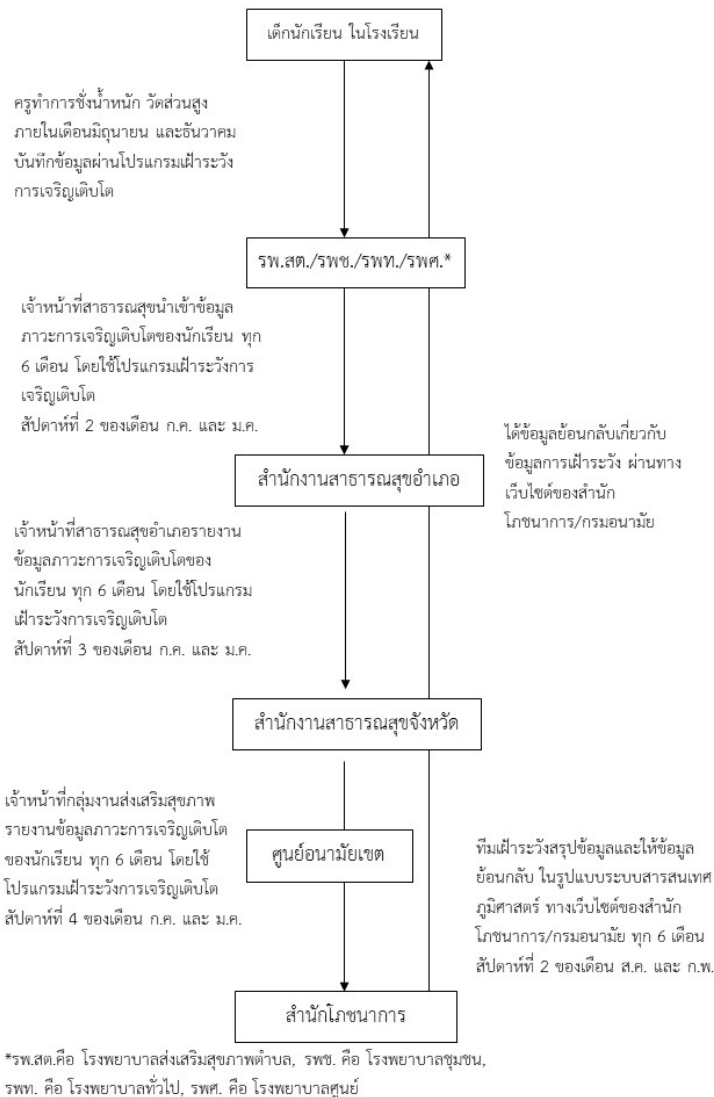 เด็กนักเรียน ในโรงเรียน
ครูทำการชั่งน้ำหนัก วัดส่วนสูง
ภายในเดือนมิถุนายน และธันวาคม
บันทึกข้อมูลผ่านโปรแกรมเฝ้าระวัง
การเจริญเติบโต
รพ.สต./รพช./รพท./รพศ.*
เจ้าหน้าที่สาธารณสุขนำเข้าข้อมูล
ภาวะการเจริญเติบโตของนักเรียน ทุก
6 เดือน โดยใช้โปรแกรมเฝ้าระวังการ
เจริญเติบโต
สัปดาห์ที่ 2 ของเดือน ก.ค. และ ม.ค.
ได้ข้อมูลย้อนกลับเกี่ยวกับ
ข้อมูลการเฝ้าระวัง ผ่านทาง
เว็บไซต์ของสำนัก
โภชนาการ/กรมอนามัย
สำนักงานสาธารณสุขอำเภอ
เจ้าหน้าที่สาธารณสุขอำเภอรายงาน
ข้อมูลภาวะการเจริญเติบโตของ
นักเรียน ทุก 6 เดือน โดยใช้โปรแกรม
เฝ้าระวังการเจริญเติบโต
สัปดาห์ที่ 3 ของเดือน ก.ค. และ ม.ค.
สำนักงานสาธารณสุขจังหวัด
เจ้าหน้าที่กลุ่มงานส่งเสริมสุขภาพ
รายงานข้อมูลภาวะการเจริญเติบโต
ของนักเรียน ทุก 6 เดือน โดยใช้
โปรแกรมเฝ้าระวังการเจริญเติบโต
สัปดาห์ที่ 4 ของเดือน ก.ค. และ ม.ค.
ศูนย์อนามัยเขต
ทีมเฝ้าระวังสรุปข้อมูลและให้ข้อมูล
ย้อนกลับ ในรูปแบบระบบสารสนเทศ
ภูมิศาสตร์ ทางเว็บไซต์ของสำนัก
โภชนาการ/กรมอนามัย ทุก 6 เดือน
สัปดาห์ที่ 2 ของเดือน ส.ค. และ ก.พ.
สำนักโภชนาการ
*รพ.สต.คือ โรงพยาบาลส่งเสริมสุขภาพตำบล, รพช. คือ โรงพยาบาลชุมชน,
รพท. คือ โรงพยาบาลทั่วไป, รพศ. คือ โรงพยาบาลศูนย์